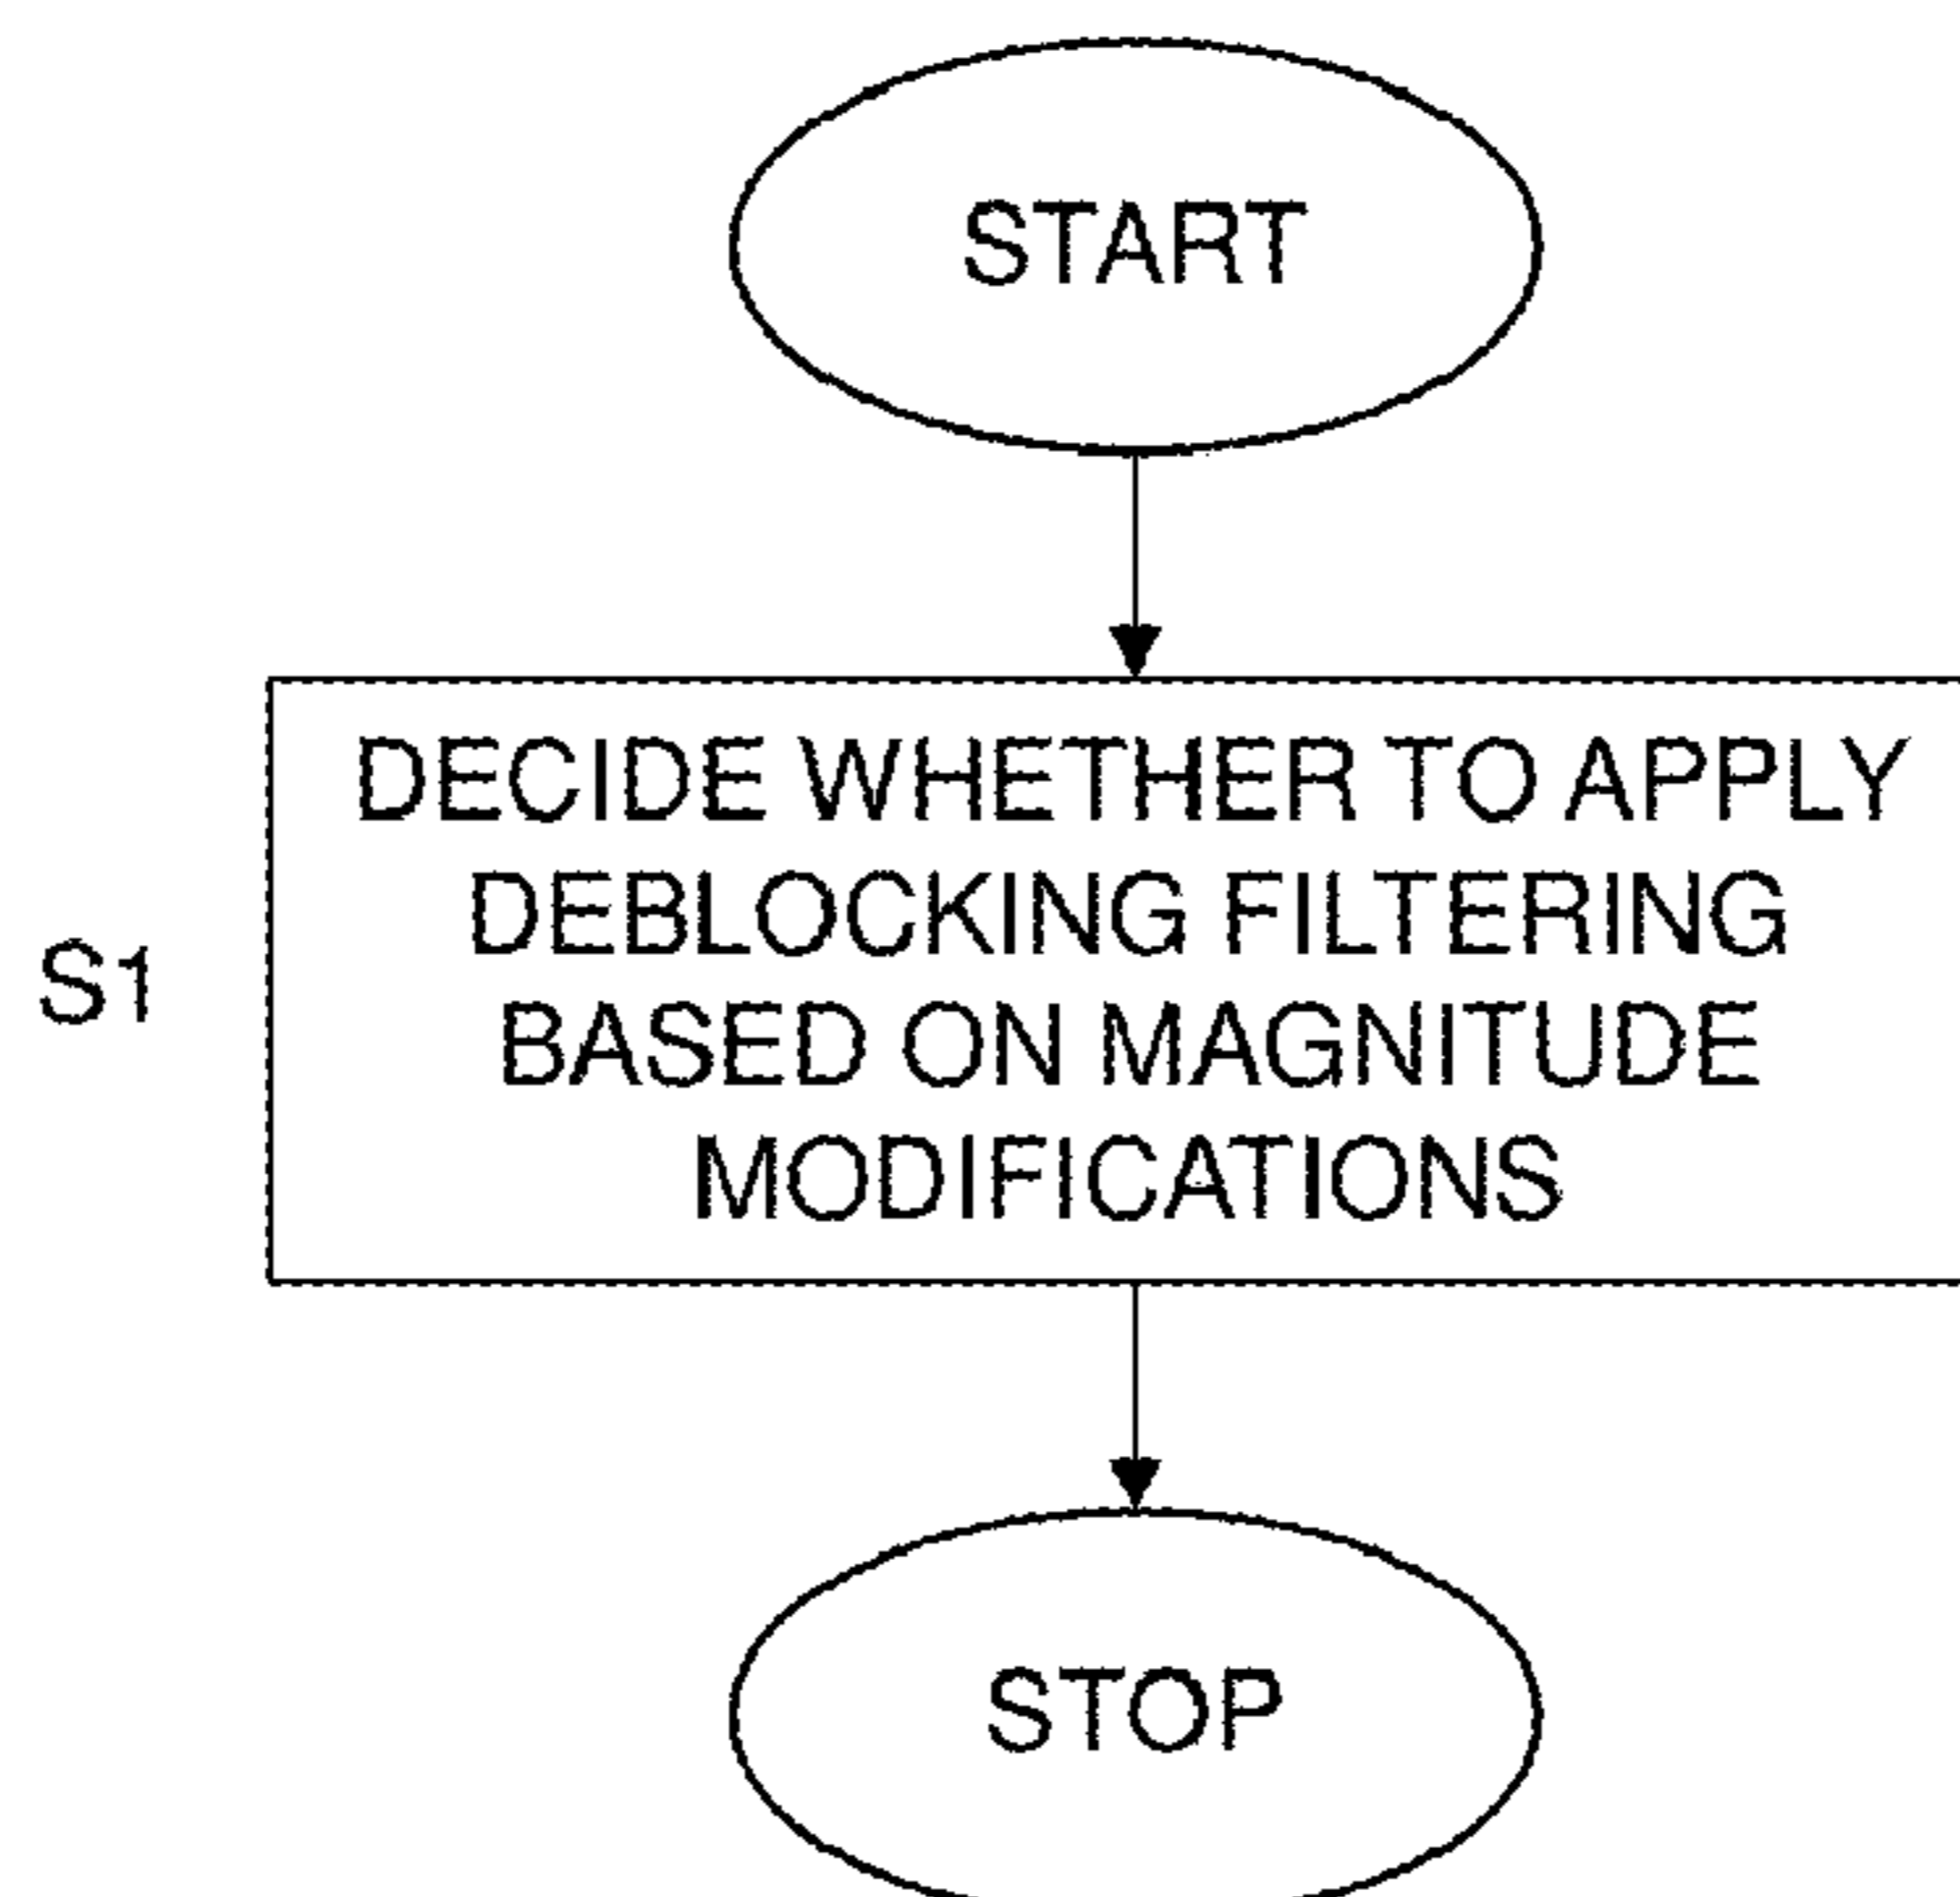 START
DECIDE WHETHER TO APPLY
DEBLOCKING FILTERING
BASED ON MAGNITUDE
MODIFICATIONS
S1
STOP